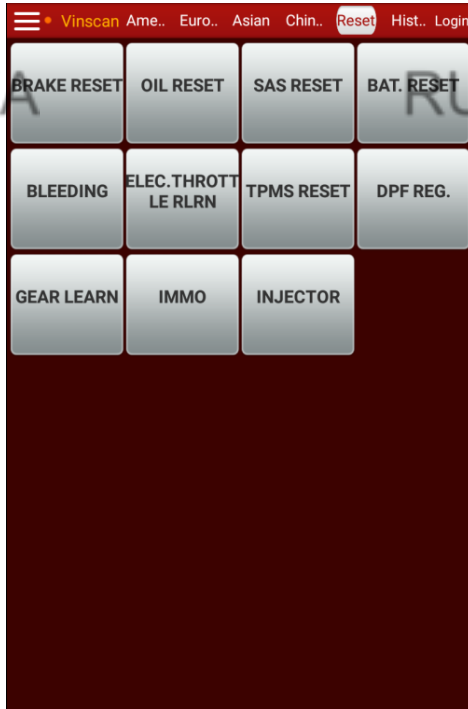 Vinscan Ame.. Euro.. Asian Chin.. Reset Hist.. Login
BRAKE RESET OIL RESET SAS RESET BAT. RESET
BLEEDING ELEC.THROTT
LE RLRN TPMS RESET DPF REG.
GEAR LEARN IMMO INJECTOR
A RU